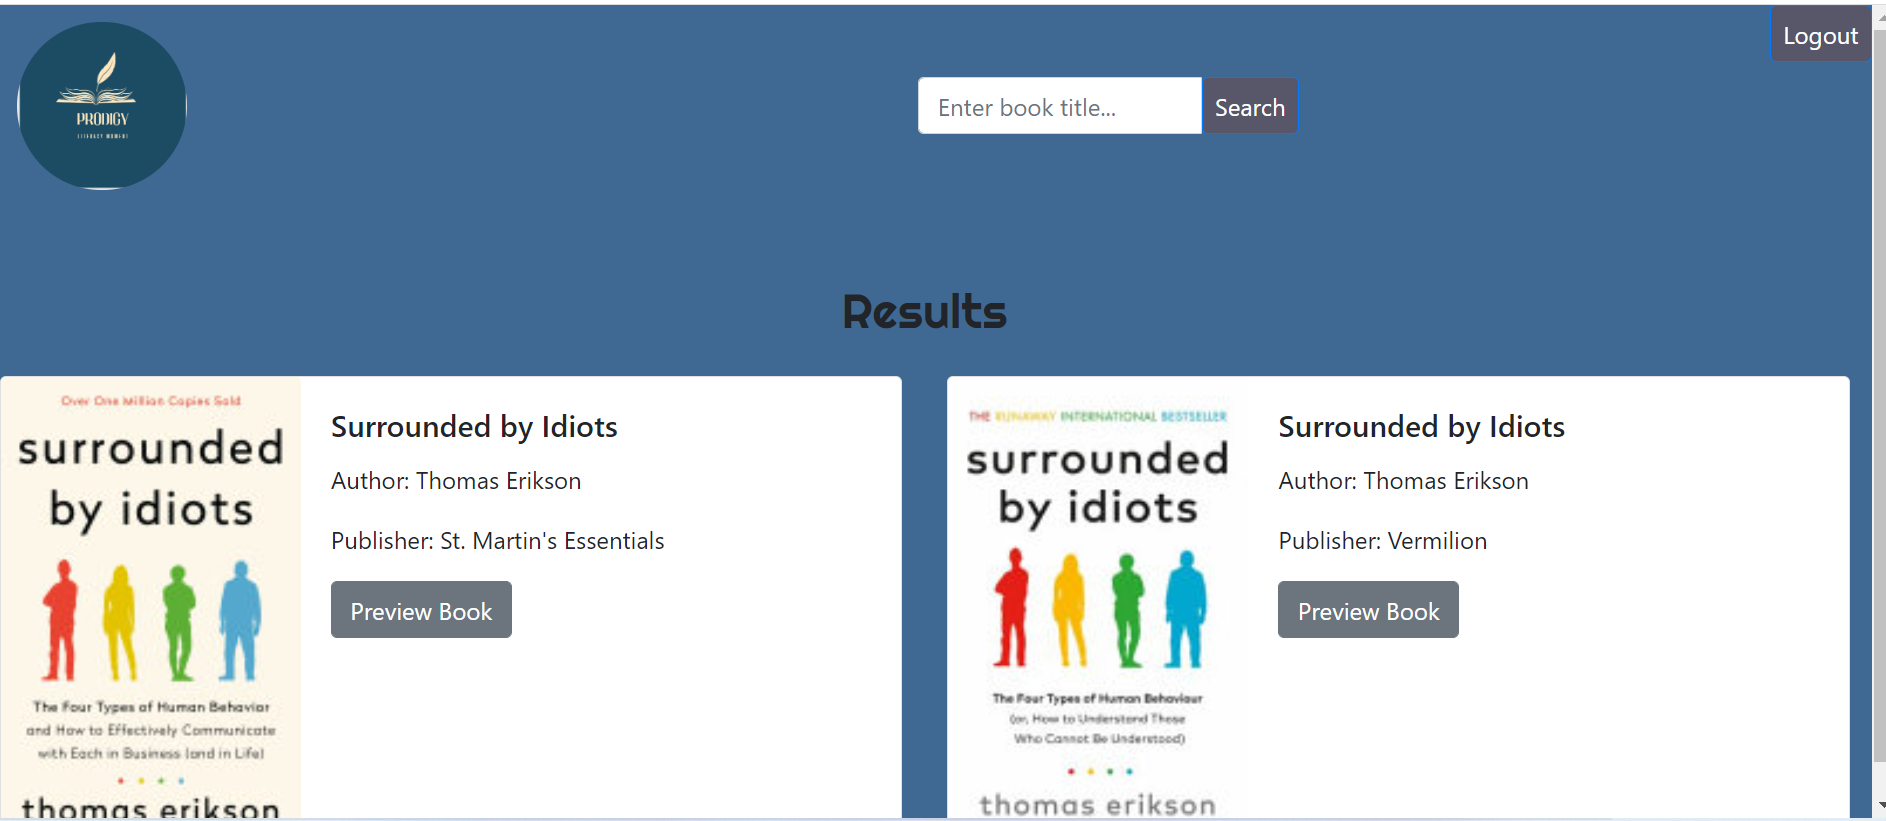 Logout
PRODIGY
LITERACY MOMENT
Enter book title...
Search
Results
Over One Million Copies Sold
surrounded
by idiots
The Four Types of Human Behavior
and How to Effectively Communicate
with Each in Business (and in Life)
thomas erikson
Surrounded by Idiots
Author: Thomas Erikson
Publisher: St. Martin's Essentials
Preview Book
THE RUNAWAY INTERNATIONAL BESTSELLER
surrounded
by idiots
The Four Types of Human Behaviour
(or, How to Understand Those
Who Cannot Be Understood)
thomas erikson
Surrounded by Idiots
Author: Thomas Erikson
Publisher: Vermilion
Preview Book